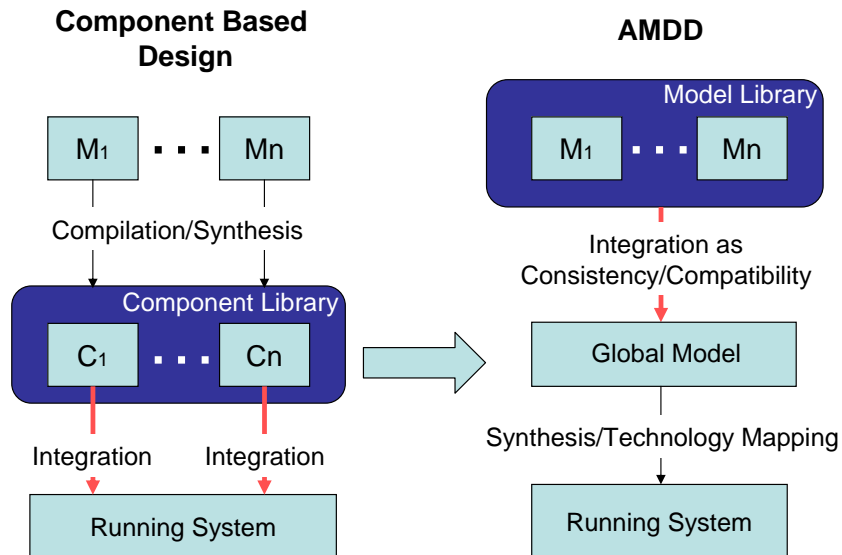 Component Based
Design
M1 ... Mn
Compilation/Synthesis
Component Library
C1 ... Cn
Integration Integration
Running System
AMDD
Model Library
M1 ... Mn
Integration as
Consistency/Compatibility
Global Model
Synthesis/Technology Mapping
Running System